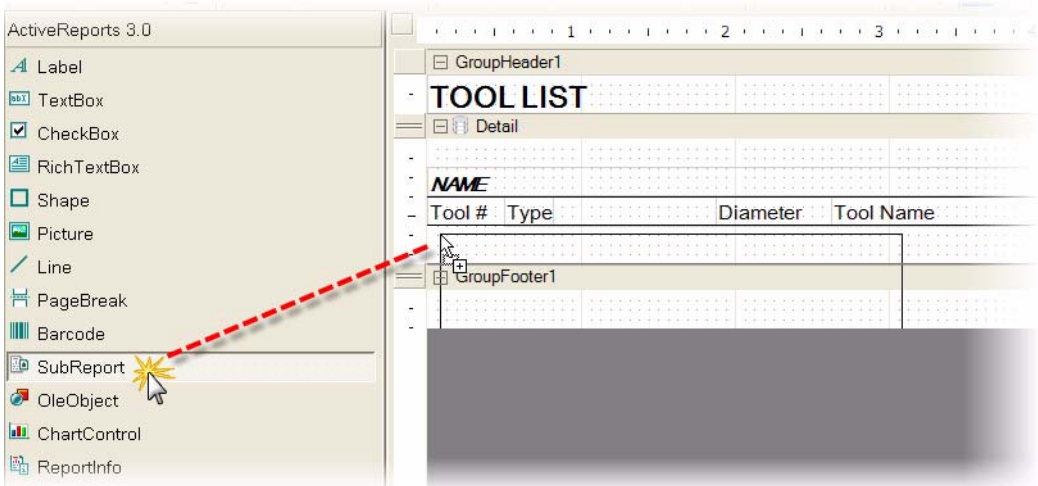 ActiveReports 3.0
Label
TextBox
CheckBox
RichTextBox
Shape
Picture
Line
PageBreak
Barcode
SubReport
OleObject
ChartControl
ReportInfo
1 2 3
GroupHeader1
TOOL LIST
Detail
NAME
Tool # Type Diameter Tool Name
GroupFooter1